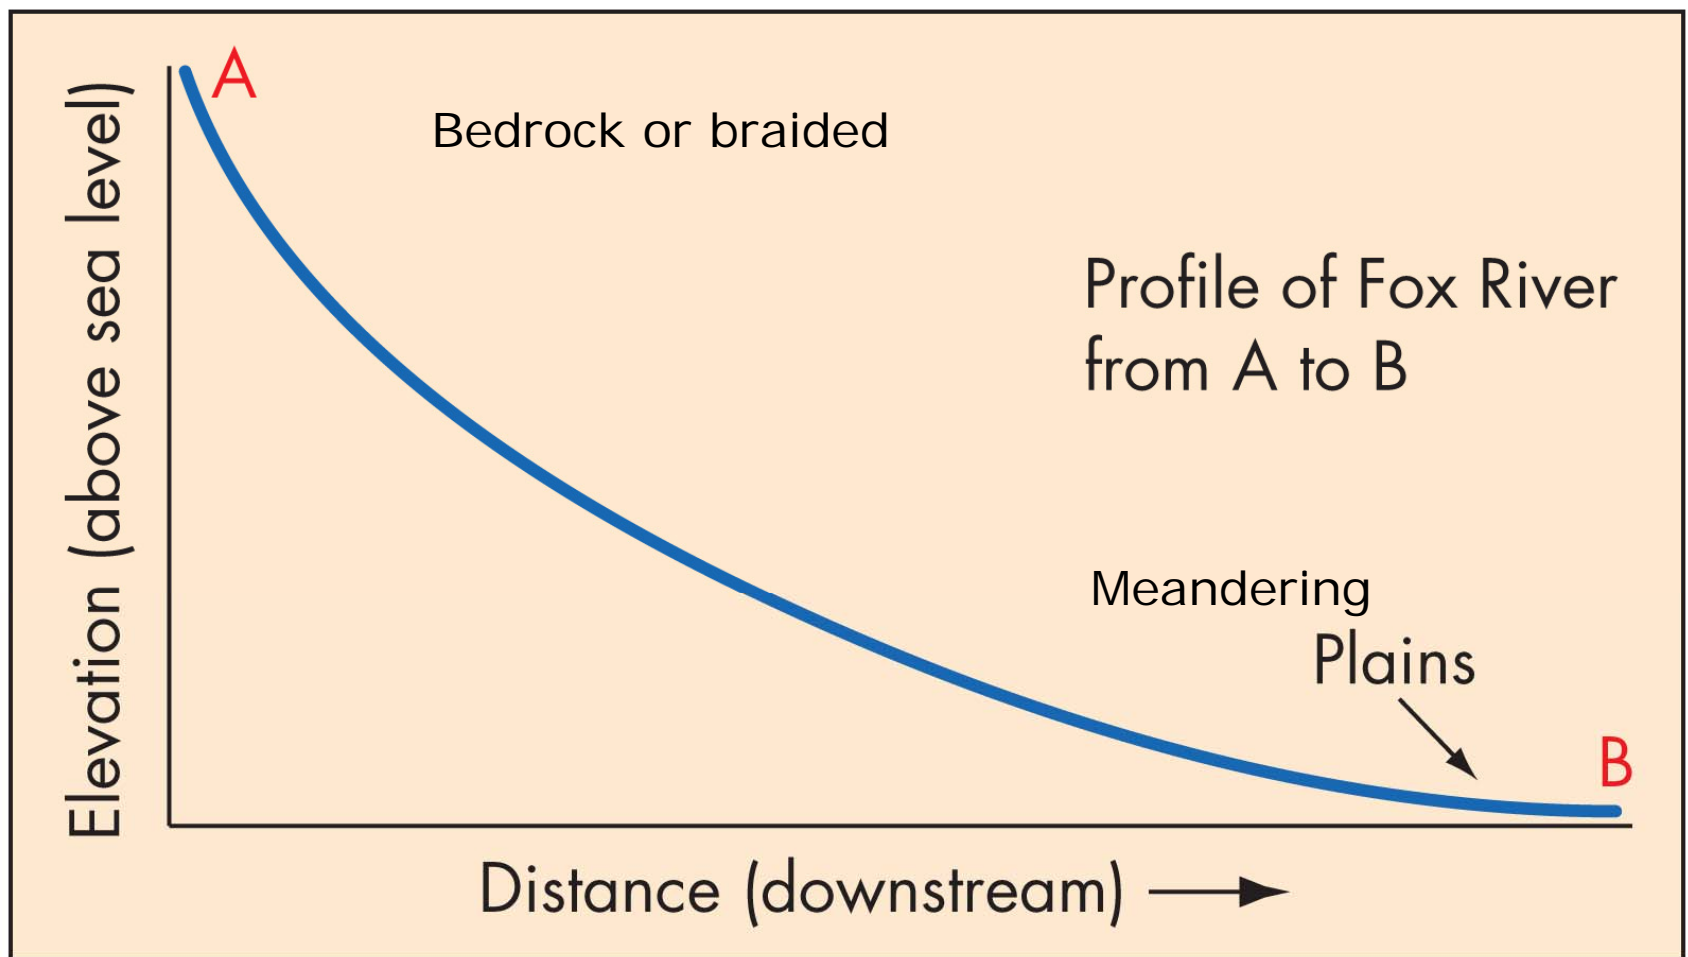 A
Bedrock or braided
Elevation (above sea level)
Profile of Fox River
from A to B
Meandering
Plains
B
Distance (downstream)